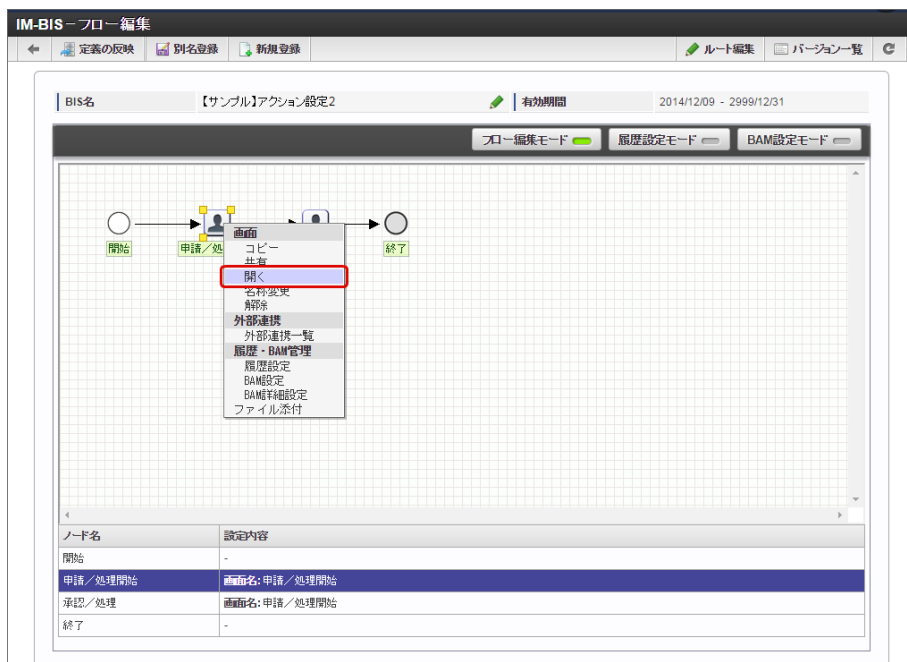 IM-BIS－フロー編集
定義の反映 別名登録 新規登録 ルート編集 バージョン一覧
BIS名 【サンプル】アクション設定2 有効期間 2014/12/09 - 2999/12/31
フロー編集モード 履歴設定モード BAM設定モード
開始 申請／処 終了
画面
コピー
共有
開く
名称変更
解除
外部連携
外部連携一覧
履歴・BAM管理
履歴設定
BAM設定
BAM詳細設定
ファイル添付
ノード名 設定内容
開始 -
申請／処理開始 画面名: 申請／処理開始
承認／処理 画面名: 申請／処理開始
終了 -